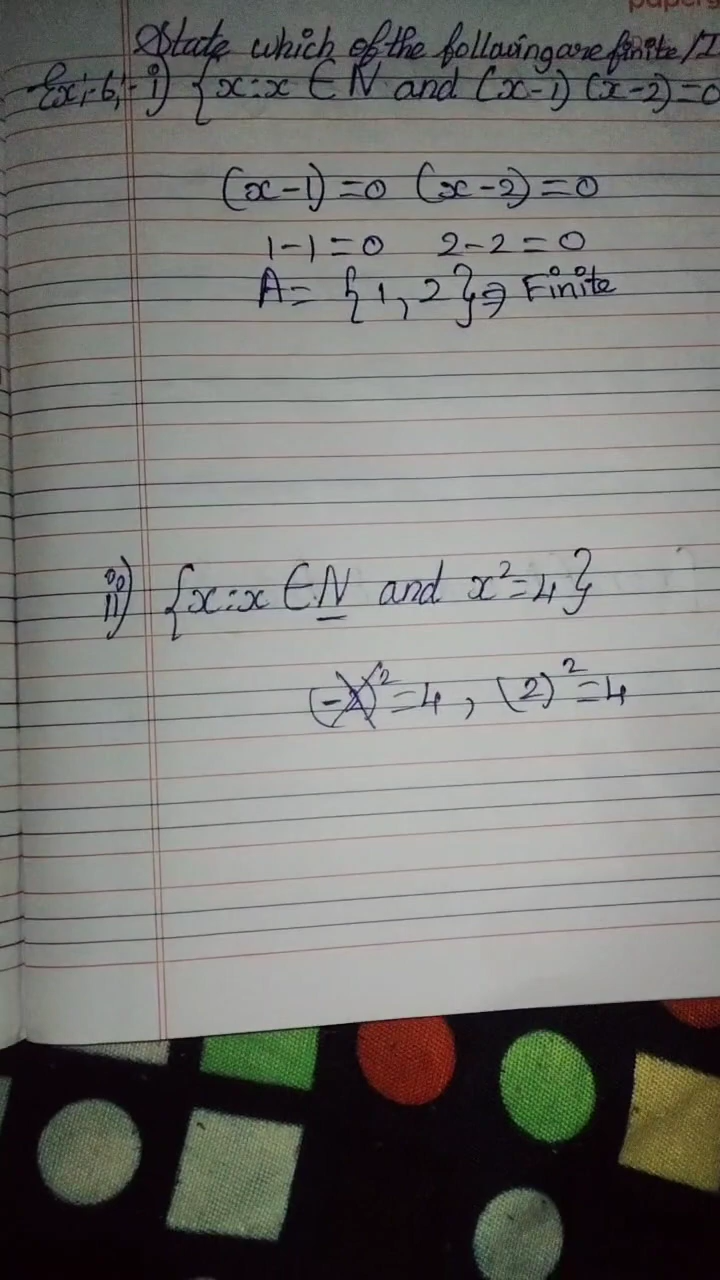 papers
State which of the following are finite/I
Ex:-6,- i) {x:x ∈ N and (x-1) (x-2)=0
(x-1)=0 (x-2)=0
1-1=0 2-2=0
A= {1,2} ⇒ Finite
ii) {x:x ∈ N and x²=4}
(-2)²=4, (2)²=4